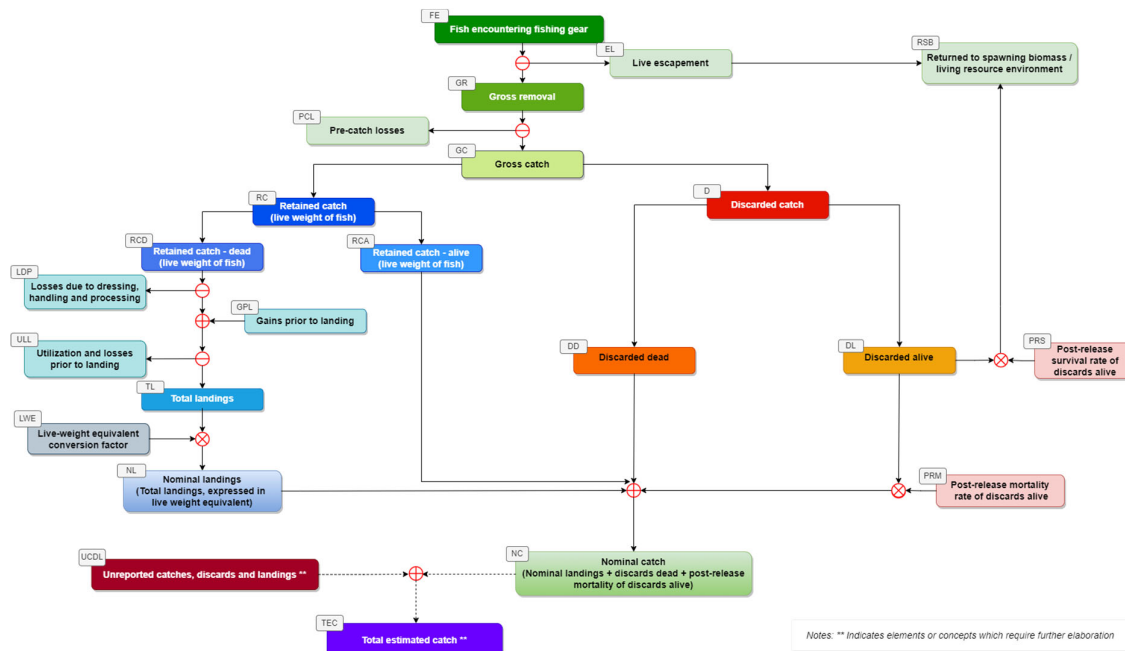 FE
Fish encountering fishing gear
EL
Live escapement
RSB
Returned to spawning biomass /
living resource environment
GR
Gross removal
PCL
Pre-catch losses
GC
Gross catch
RC
Retained catch
(live weight of fish)
D
Discarded catch
RCD
Retained catch - dead
(live weight of fish)
RCA
Retained catch - alive
(live weight of fish)
LDP
Losses due to dressing,
handling and processing
GPL
Gains prior to landing
ULL
Utilization and losses
prior to landing
DD
Discarded dead
DL
Discarded alive
PRS
Post-release
survival rate of
discards alive
TL
Total landings
LWE
Live-weight equivalent
conversion factor
NL
Nominal landings
(Total landings, expressed in
live weight equivalent)
PRM
Post-release mortality
rate of discards alive
UCDL
Unreported catches, discards and landings **
NC
Nominal catch
(Nominal landings + discards dead + post-release
mortality of discards alive)
TEC
Total estimated catch **
Notes: ** Indicates elements or concepts which require further elaboration